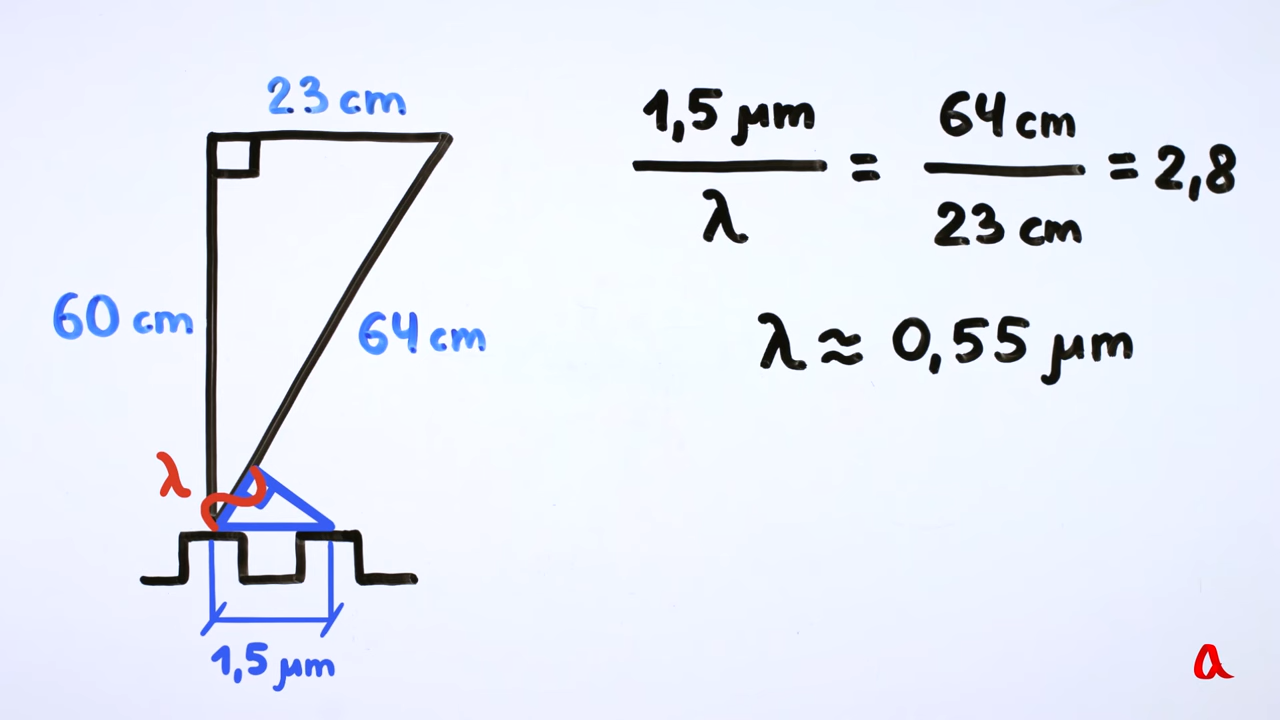 23 cm
60 cm
64 cm
λ
1,5 μm
1,5 μm / λ = 64 cm / 23 cm = 2,8
λ ≈ 0,55 μm
a